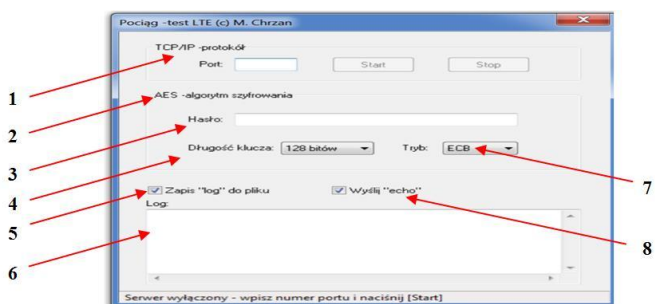 Pociąg -test LTE (c) M. Chrzan
TCP/IP -protokół
Port:
Start
Stop
1
AES -algorytm szyfrowania
2
Hasło:
3
Długość klucza:
128 bitów
Tryb:
ECB
4
7
Zapis "log" do pliku
Wyślij "echo"
5
Log:
6
8
Serwer wyłączony - wpisz numer portu i naciśnij [Start]